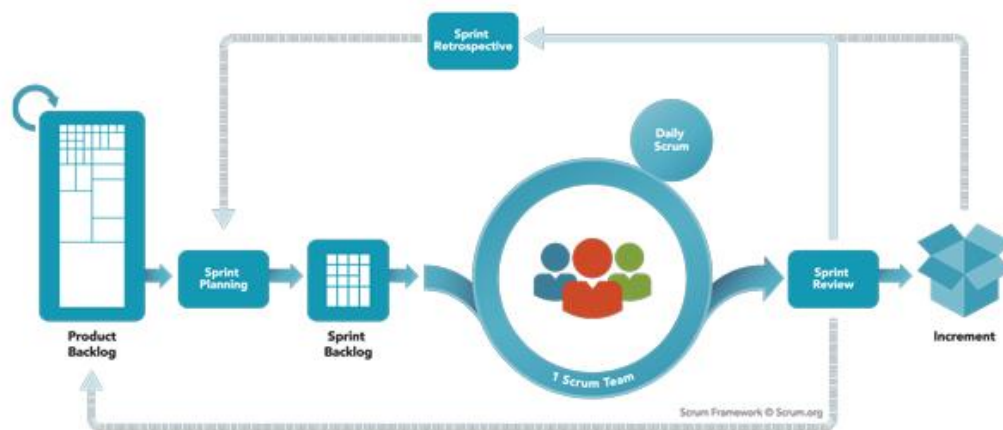 Sprint
Retrospective
Daily
Scrum
Sprint
Planning
Sprint
Review
Product
Backlog
Sprint
Backlog
Increment
1 Scrum Team
Scrum Framework © Scrum.org